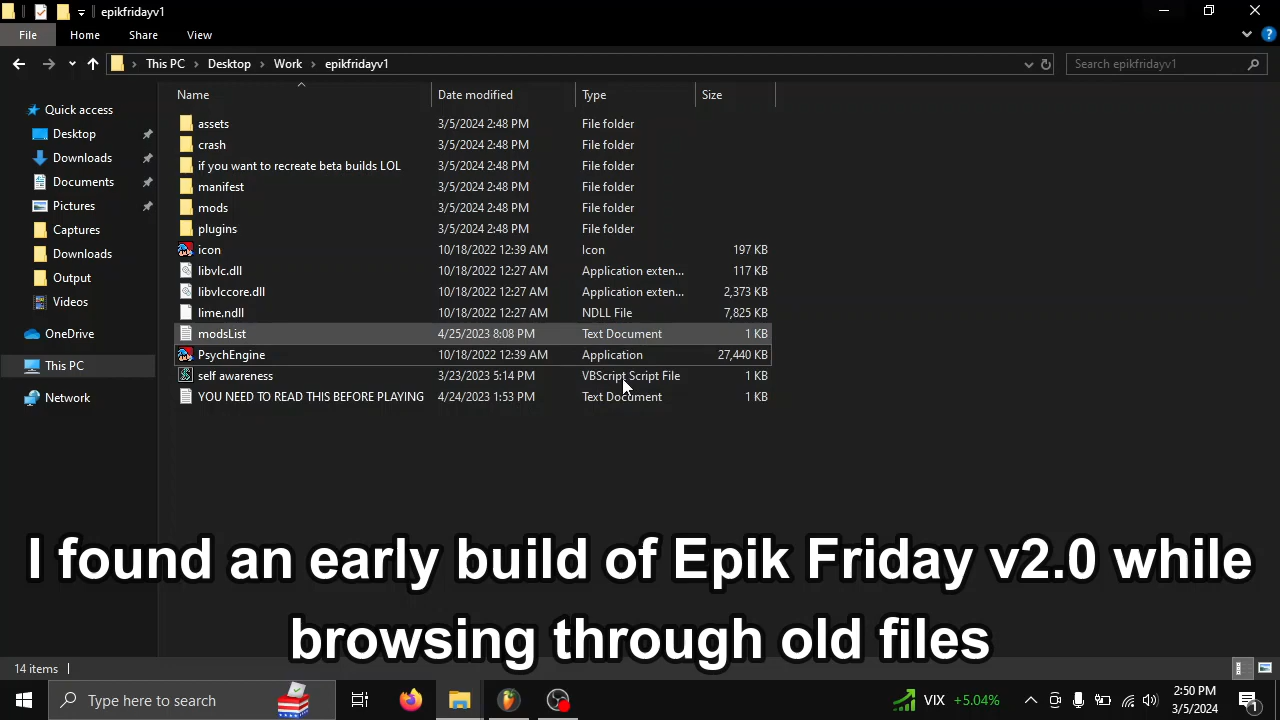 epikfridayv1
File
Home
Share
View
This PC
Desktop
Work
epikfridayv1
Search epikfridayv1
Name
Date modified
Type
Size
Quick access
Desktop
Downloads
Documents
Pictures
Captures
Downloads
Output
Videos
OneDrive
This PC
Network
assets 3/5/2024 2:48 PM File folder
crash 3/5/2024 2:48 PM File folder
if you want to recreate beta builds LOL 3/5/2024 2:48 PM File folder
manifest 3/5/2024 2:48 PM File folder
mods 3/5/2024 2:48 PM File folder
plugins 3/5/2024 2:48 PM File folder
icon 10/18/2022 12:39 AM Icon 197 KB
libvlc.dll 10/18/2022 12:27 AM Application exten... 117 KB
libvlccore.dll 10/18/2022 12:27 AM Application exten... 2,373 KB
lime.ndll 10/18/2022 12:27 AM NDLL File 7,825 KB
modsList 4/25/2023 8:08 PM Text Document 1 KB
PsychEngine 10/18/2022 12:39 AM Application 27,440 KB
self awareness 3/23/2023 5:14 PM VBScript Script File 1 KB
YOU NEED TO READ THIS BEFORE PLAYING 4/24/2023 1:53 PM Text Document 1 KB
I found an early build of Epik Friday v2.0 while
browsing through old files
14 items
Type here to search
VIX +5.04%
2:50 PM
3/5/2024
1